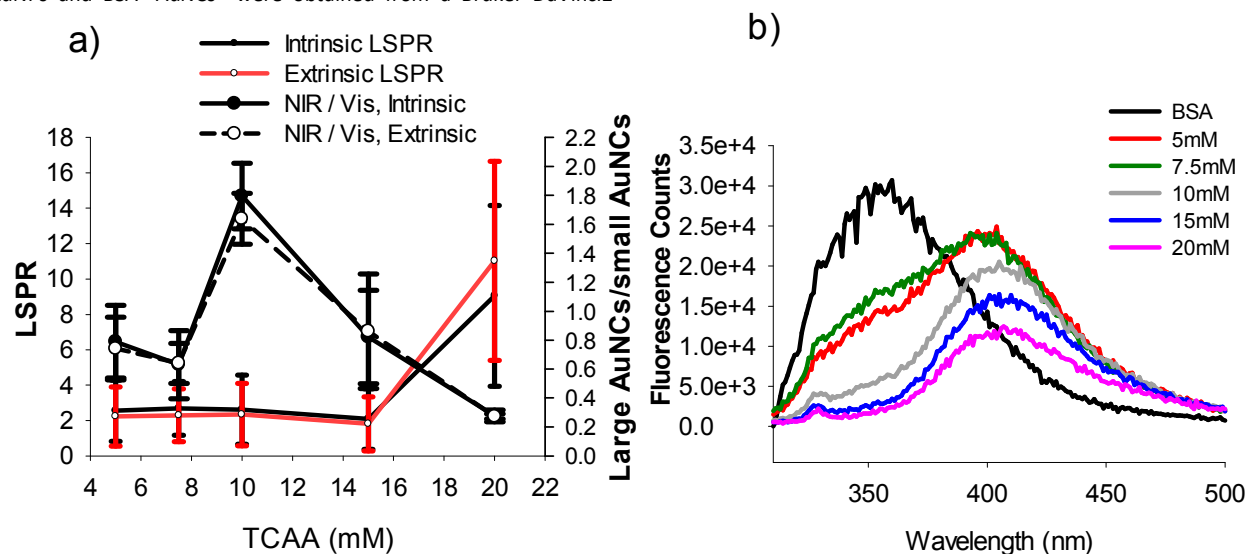 a)
Intrinsic LSPR
Extrinsic LSPR
NIR / Vis, Intrinsic
NIR / Vis, Extrinsic
18
16
14
12
10
8
6
4
2
0
LSPR
2.2
2.0
1.8
1.6
1.4
1.2
1.0
0.8
0.6
0.4
0.2
0.0
Large AuNCs/small AuNCs
4 6 8 10 12 14 16 18 20 22
TCAA (mM)
b)
BSA
5mM
7.5mM
10mM
15mM
20mM
3.5e+4
3.0e+4
2.5e+4
2.0e+4
1.5e+4
1.0e+4
5.0e+3
0.0
Fluorescence Counts
350 400 450 500
Wavelength (nm)